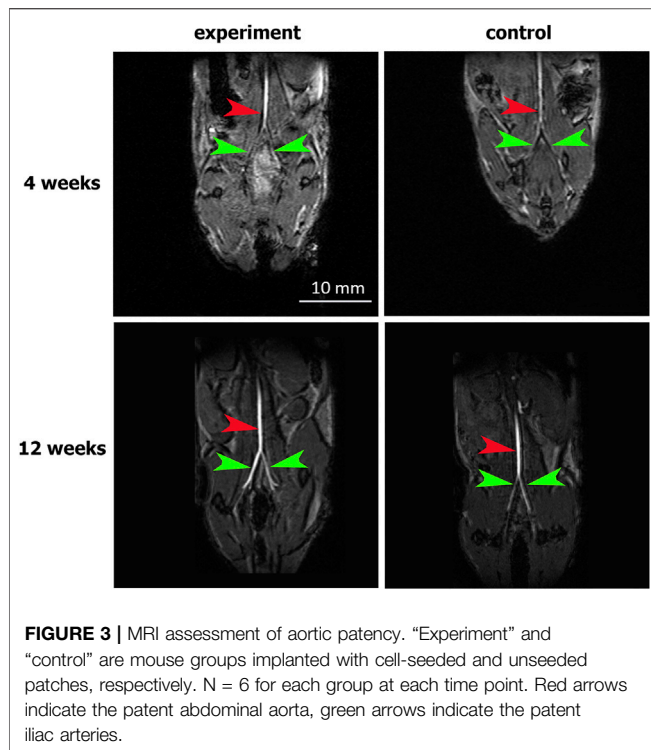 experiment
control
4 weeks
10 mm
12 weeks
FIGURE 3 | MRI assessment of aortic patency. “Experiment” and
“control” are mouse groups implanted with cell-seeded and unseeded
patches, respectively. N = 6 for each group at each time point. Red arrows
indicate the patent abdominal aorta, green arrows indicate the patent
iliac arteries.